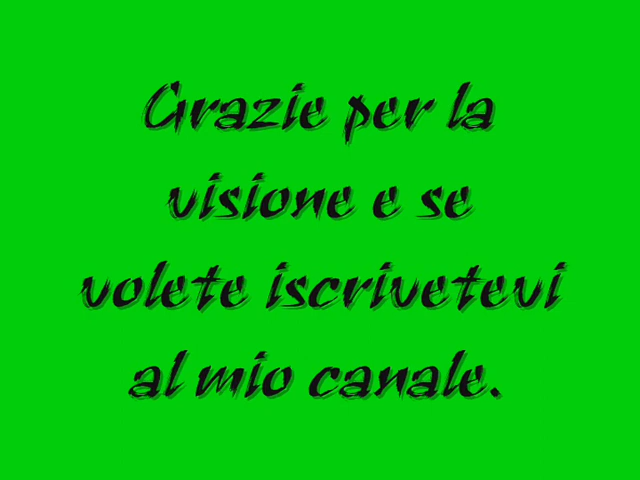 Grazie per la
visione e se
volete iscrivetevi
al mio canale.